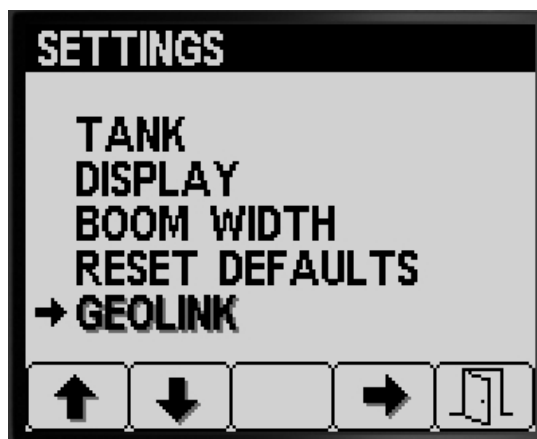 SETTINGS
TANK
DISPLAY
BOOM WIDTH
RESET DEFAULTS
GEOLINK